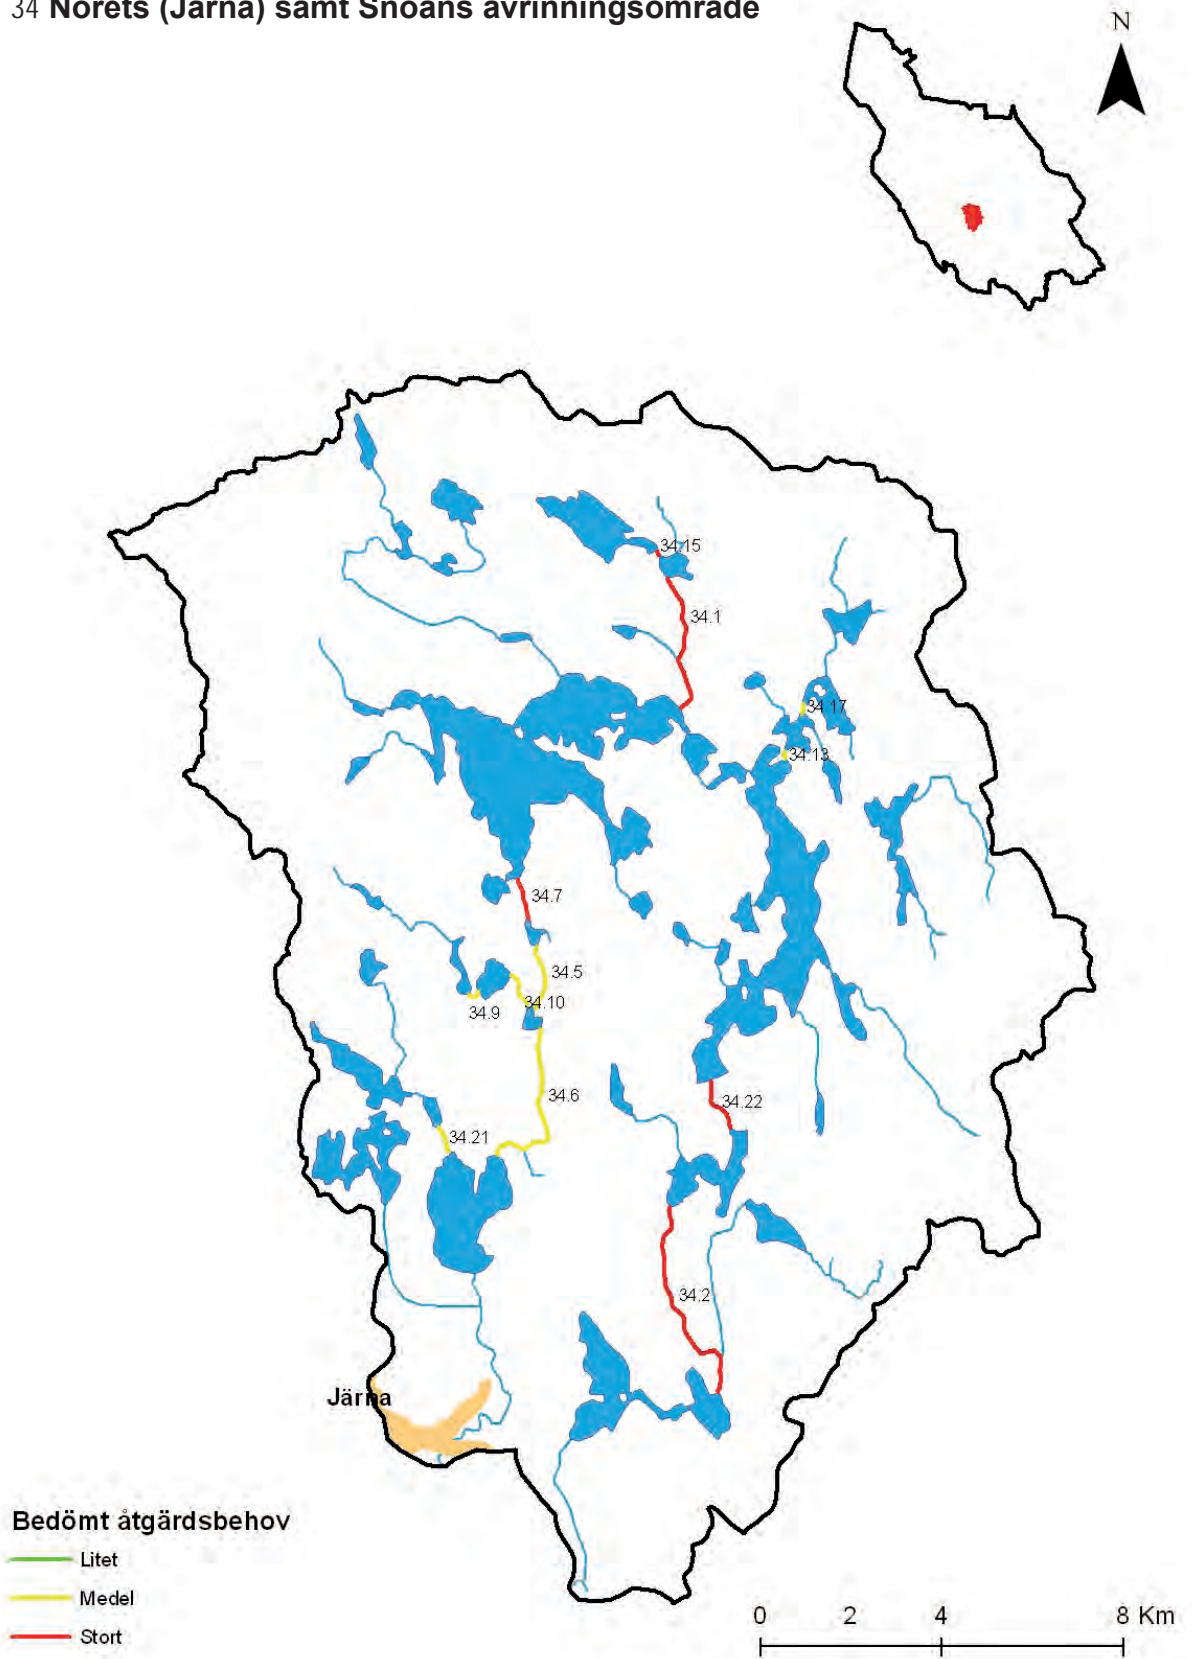 34 Norets (Järna) samt Snöåns avrinningsområde
N
34.15
34.1
34.17
34.13
34.7
34.5
34.10
34.9
34.6
34.22
34.21
34.2
Järna
Bedömt åtgärdsbehov
Litet
Medel
Stort
0 2 4 8 Km